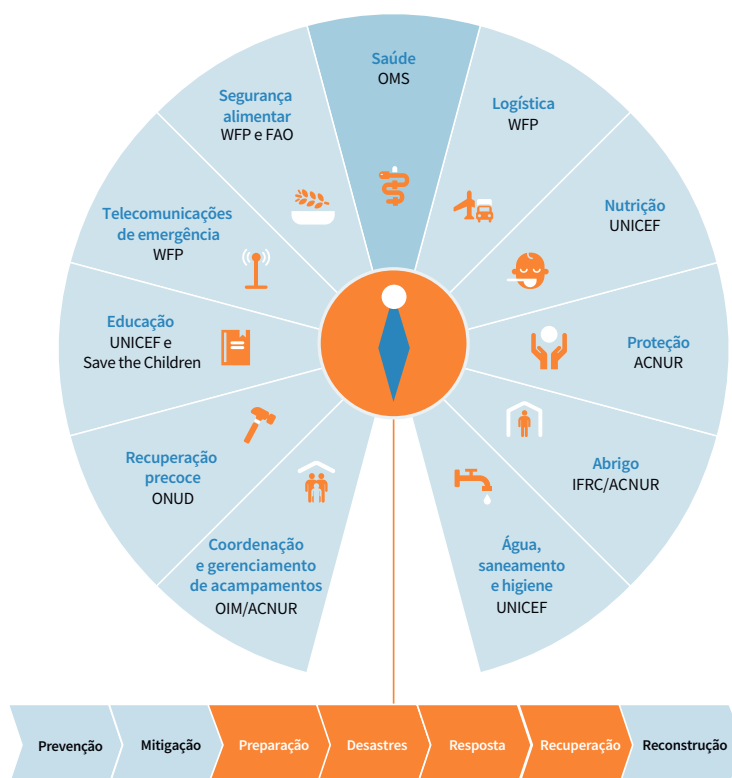 Saúde
OMS
Logística
WFP
Nutrição
UNICEF
Proteção
ACNUR
Abrigo
IFRC/ACNUR
Água,
saneamento
e higiene
UNICEF
Coordenação
e gerenciamento
de acampamentos
OIM/ACNUR
Recuperação
precoce
ONUD
Educação
UNICEF e
Save the Children
Telecomunicações
de emergência
WFP
Segurança
alimentar
WFP e FAO
Prevenção
Mitigação
Preparação
Desastres
Resposta
Recuperação
Reconstrução